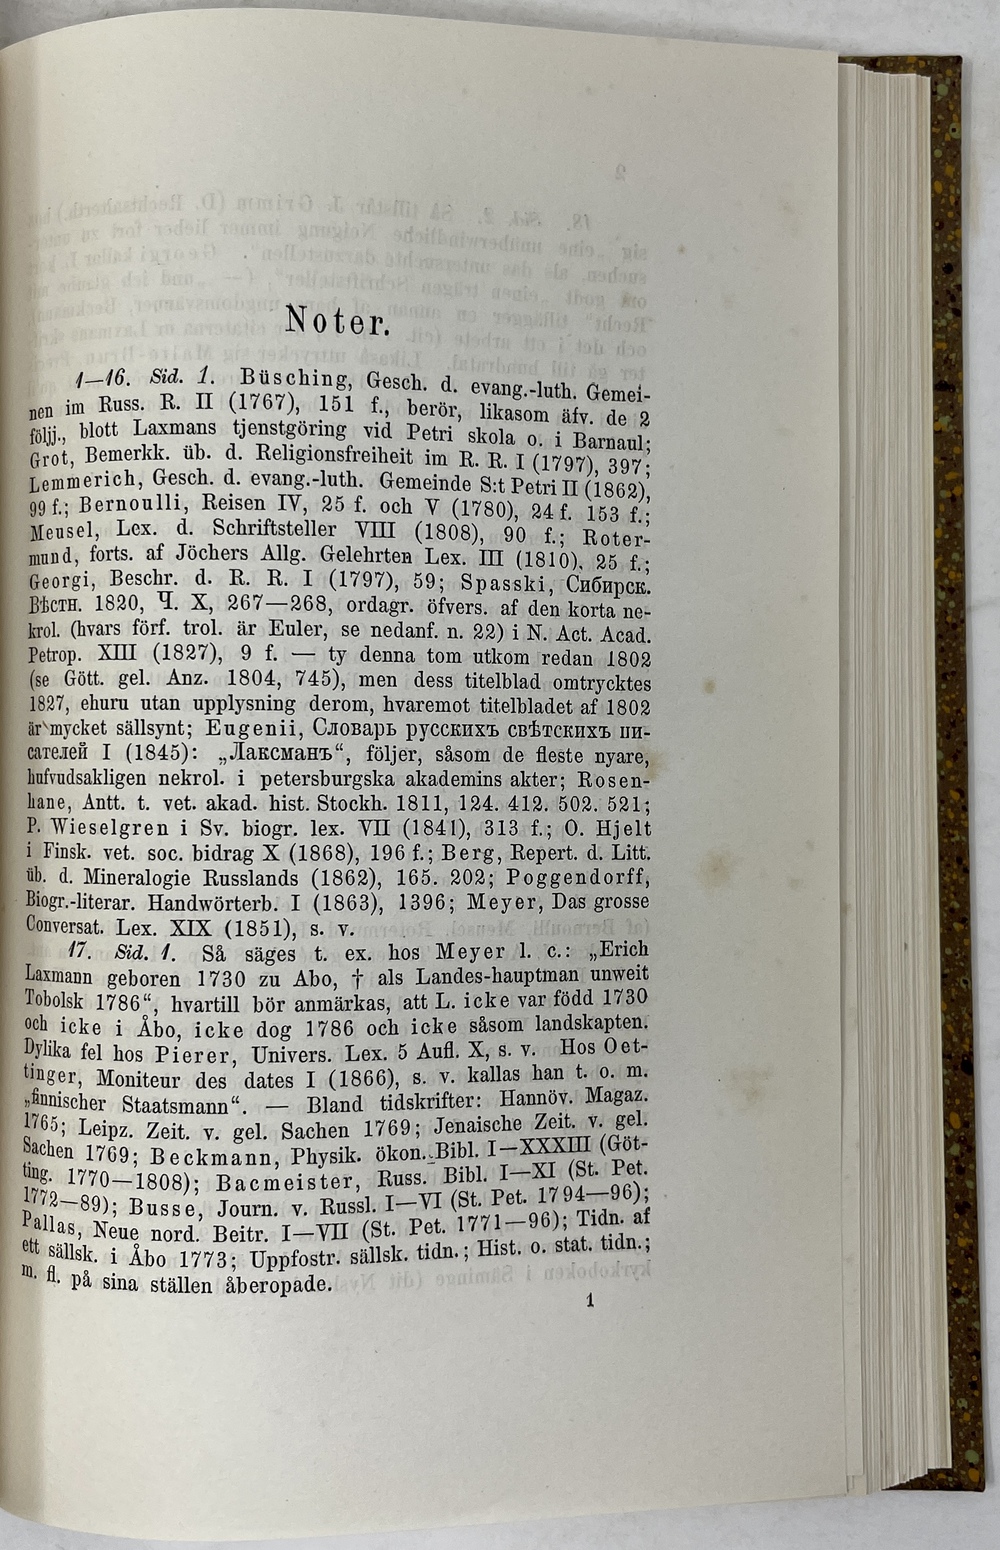 Noter.
1—16. Sid. 1. Büsching, Gesch. d. evang.-luth. Gemei-
nen im Russ. R. II (1767), 151 f., berör, likasom äfv. de 2
följj., blott Laxmans tjenstgöring vid Petri skola o. i Barnaul;
Grot, Bemerkk. üb. d. Religionsfreiheit im R. R. I (1797), 397;
Lemmerich, Gesch. d. evang.-luth. Gemeinde S:t Petri II (1862),
99 f.; Bernoulli, Reisen IV, 25 f. och V (1780), 24 f. 153 f.;
Meusel, Lex. d. Schriftsteller VIII (1808), 90 f.; Roter-
mund, forts. af Jöchers Allg. Gelehrten Lex. III (1810), 25 f.;
Georgi, Beschr. d. R. R. I (1797), 59; Spasski, Сибирск.
Вѣстн. 1820, Ч. X, 267—268, ordagr. öfvers. af den korta ne-
krol. (hvars förf. trol. är Euler, se nedanf. n. 22) i N. Act. Acad.
Petrop. XIII (1827), 9 f. — ty denna tom utkom redan 1802
(se Gött. gel. Anz. 1804, 745), men dess titelblad omtrycktes
1827, ehuru utan upplysning derom, hvaremot titelbladet af 1802
är mycket sällsynt; Eugenii, Словарь русскихъ свѣтскихъ пи-
сателей I (1845): „Лаксманъ“, följer, såsom de fleste nyare,
hufvudsakligen nekrol. i petersburgska akademins akter; Rosen-
hane, Antt. t. vet. akad. hist. Stockh. 1811, 124. 412. 502. 521;
P. Wieselgren i Sv. biogr. lex. VII (1841), 313 f.; O. Hjelt
i Finsk. vet. soc. bidrag X (1868), 196 f.; Berg, Repert. d. Litt.
üb. d. Mineralogie Russlands (1862), 165. 202; Poggendorff,
Biogr.-literar. Handwörterb. I (1863), 1396; Meyer, Das grosse
Conversat. Lex. XIX (1851), s. v.
17. Sid. 1. Så säges t. ex. hos Meyer l. c.: „Erich
Laxmann geboren 1730 zu Abo, † als Landes-hauptman unweit
Tobolsk 1786“, hvartill bör anmärkas, att L. icke var född 1730
och icke i Åbo, icke dog 1786 och icke såsom landskapten.
Dylika fel hos Pierer, Univers. Lex. 5 Aufl. X, s. v. Hos Oet-
tinger, Moniteur des dates I (1866), s. v. kallas han t. o. m.
„finnischer Staatsmann“. — Bland tidskrifter: Hannöv. Magaz.
1765; Leipz. Zeit. v. gel. Sachen 1769; Jenaische Zeit. v. gel.
Sachen 1769; Beckmann, Physik. ökon. Bibl. I—XXXIII (Göt-
ting. 1770—1808); Bacmeister, Russ. Bibl. I—XI (St. Pet.
1772—89); Busse, Journ. v. Russl. I—VI (St. Pet. 1794—96);
Pallas, Neue nord. Beitr. I—VII (St. Pet. 1771—96); Tidn. af
ett sällsk. i Åbo 1773; Uppfostr. sällsk. tidn.; Hist. o. stat. tidn.;
m. fl. på sina ställen åberopade.
1